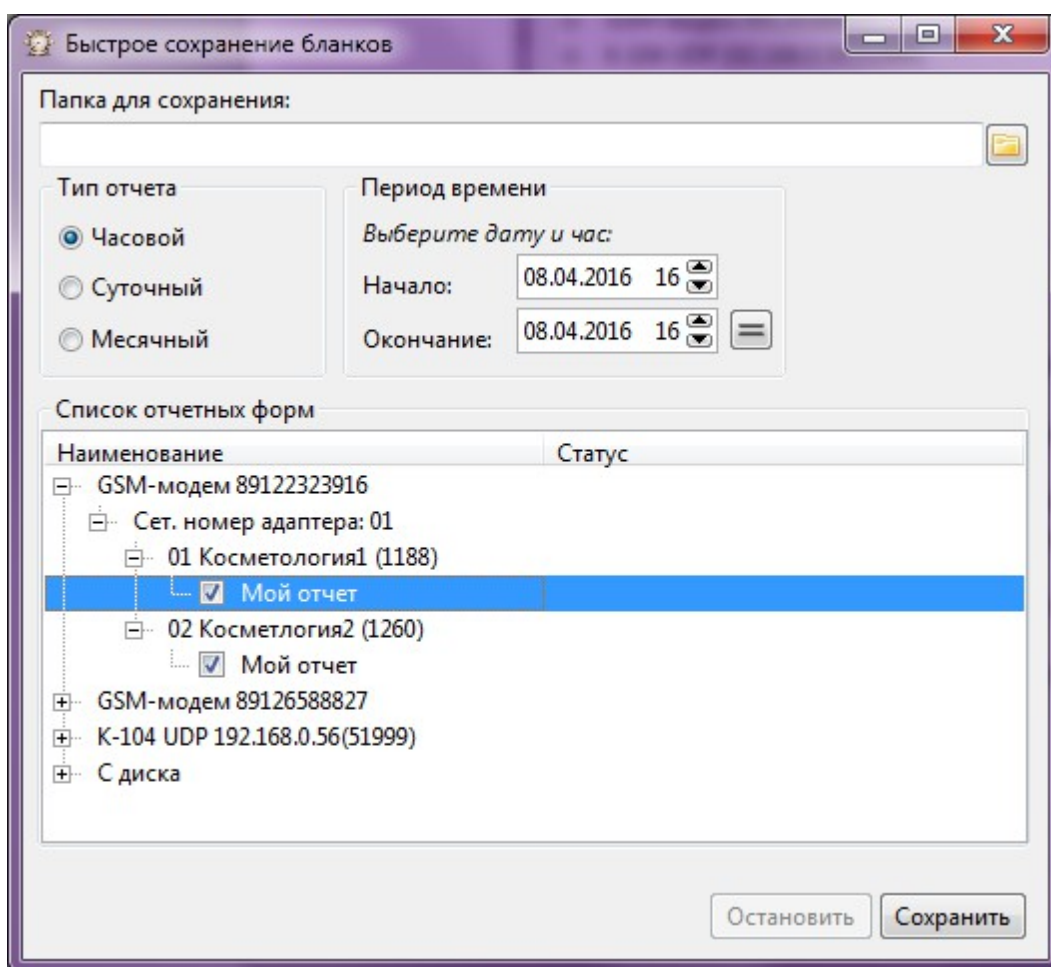 Быстрое сохранение бланков
Папка для сохранения:
Тип отчета
Период времени
Часовой
Выберите дату и час:
Суточный
Начало: 08.04.2016 16
Месячный
Окончание: 08.04.2016 16
Список отчетных форм
Наименование Статус
GSM-модем 89122323916
Сет. номер адаптера: 01
01 Косметология1 (1188)
Мой отчет
02 Косметлогия2 (1260)
Мой отчет
GSM-модем 89126588827
К-104 UDP 192.168.0.56(51999)
С диска
Остановить Сохранить